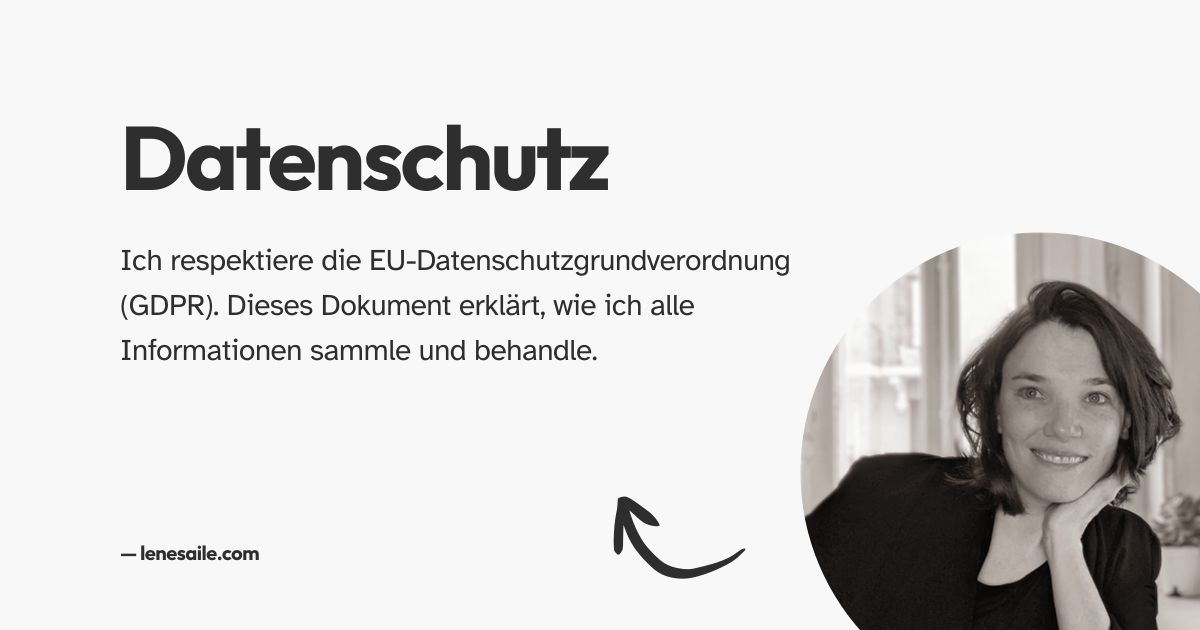 Datenschutz
Ich respektiere die EU-Datenschutzgrundverordnung
(GDPR). Dieses Dokument erklärt, wie ich alle
Informationen sammle und behandle.
— lenesaile.com